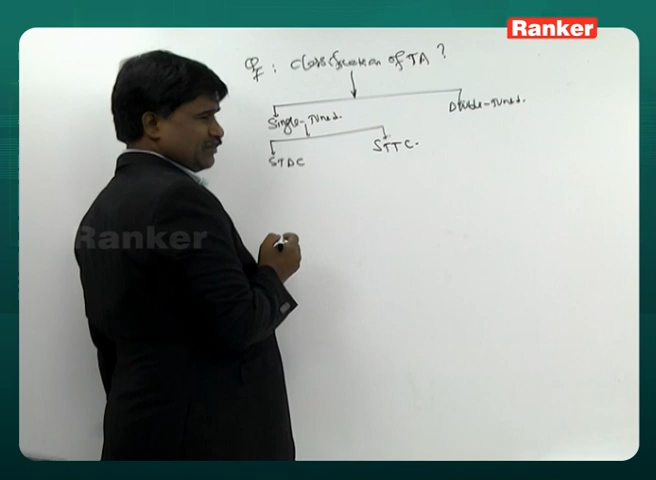 Ranker
Q: classification of TA ?
Single-Tuned.
Double-Tuned.
STDC
STTC.
Ranker